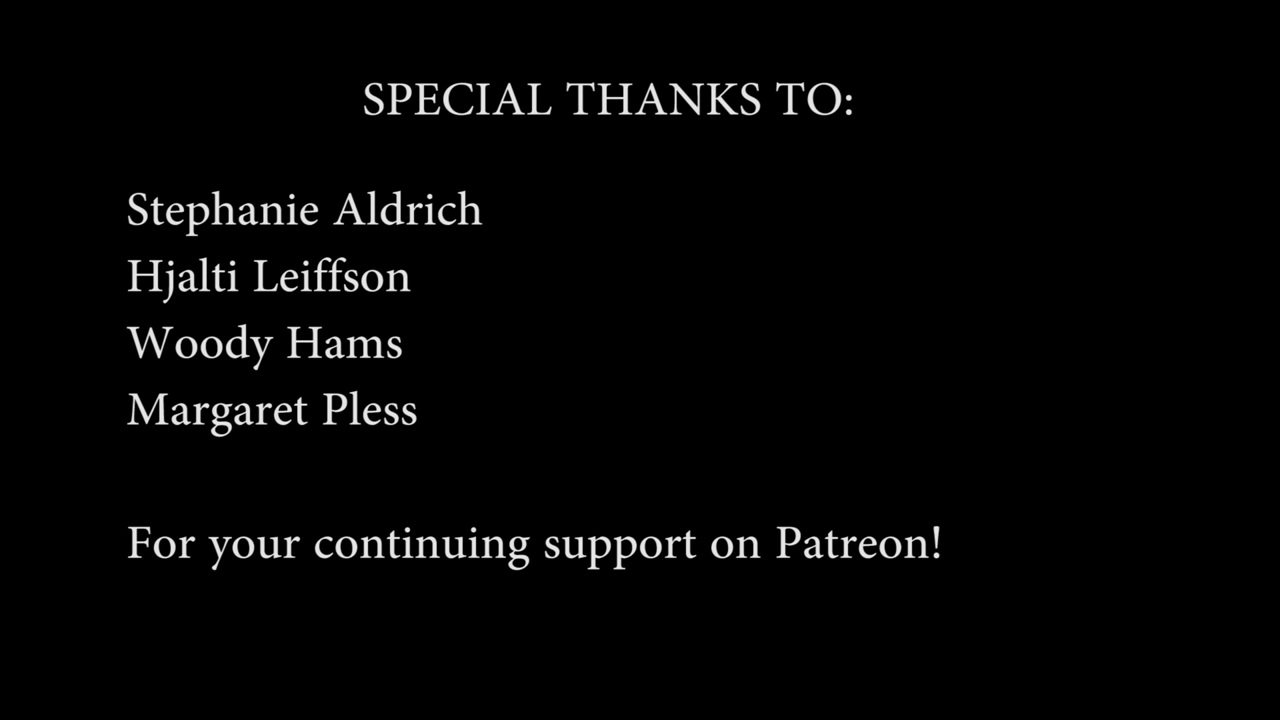 SPECIAL THANKS TO:
Stephanie Aldrich
Hjalti Leiffson
Woody Hams
Margaret Pless
For your continuing support on Patreon!